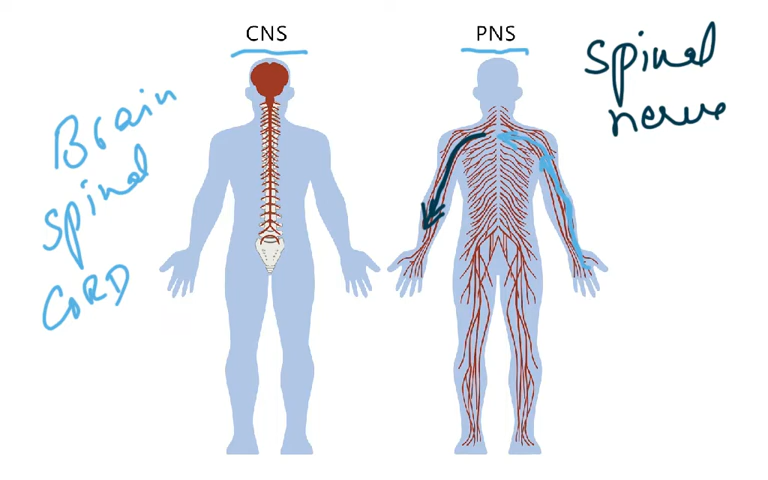 CNS
PNS
Brain
spinal
CORD
spinal
nerve